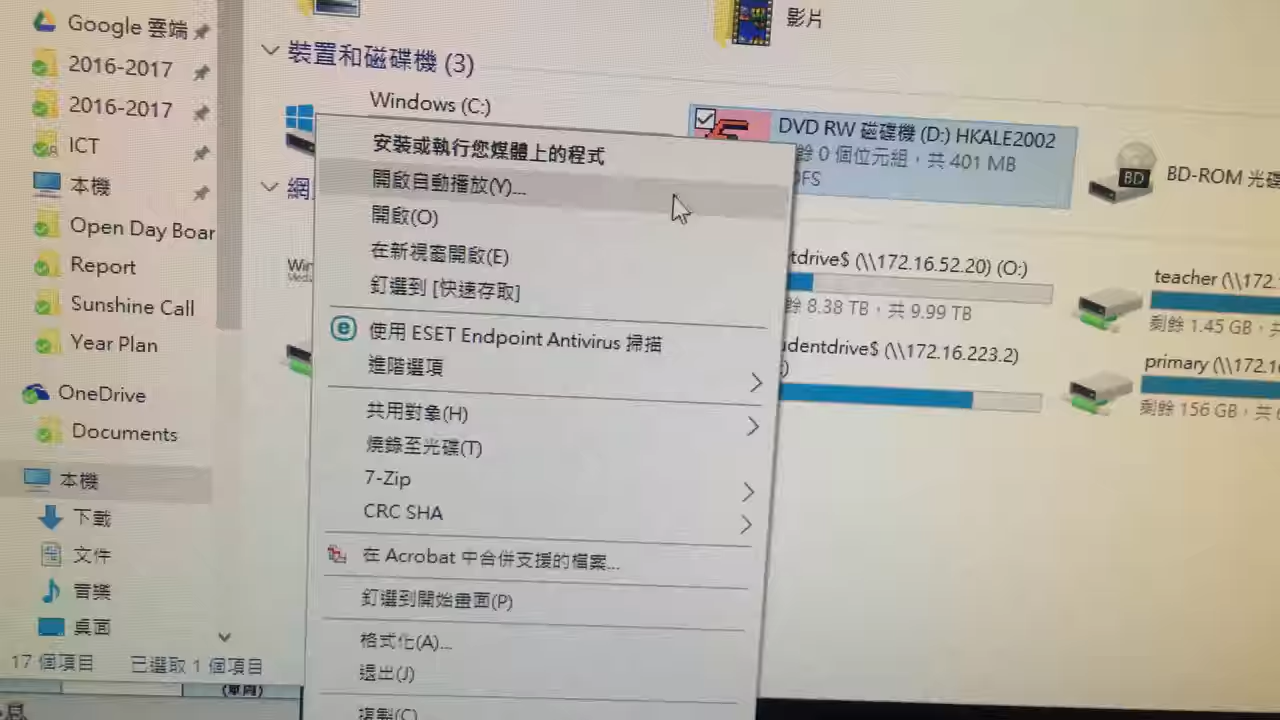 Google 雲端
2016-2017
2016-2017
ICT
本機
Open Day Boar
Report
Sunshine Call
Year Plan
OneDrive
Documents
本機
下載
文件
音樂
桌面
17 個項目 已選取 1 個項目
影片
裝置和磁碟機 (3)
Windows (C:)
DVD RW 磁碟機 (D:) HKALE2002
餘 0 個位元組，共 401 MB
DFS
BD
BD-ROM 光碟
網
安裝或執行您媒體上的程式
開啟自動播放(Y)...
開啟(O)
在新視窗開啟(E)
釘選到 [快速存取]
使用 ESET Endpoint Antivirus 掃描
進階選項
共用對象(H)
燒錄至光碟(T)
7-Zip
CRC SHA
在 Acrobat 中合併支援的檔案...
釘選到開始畫面(P)
格式化(A)...
退出(J)
複製(C)
tdrive$ (\\172.16.52.20) (O:)
餘 8.38 TB，共 9.99 TB
udentdrive$ (\\172.16.223.2)
:)
teacher (\\172.
剩餘 1.45 GB，共
primary (\\172.1
剩餘 156 GB，共